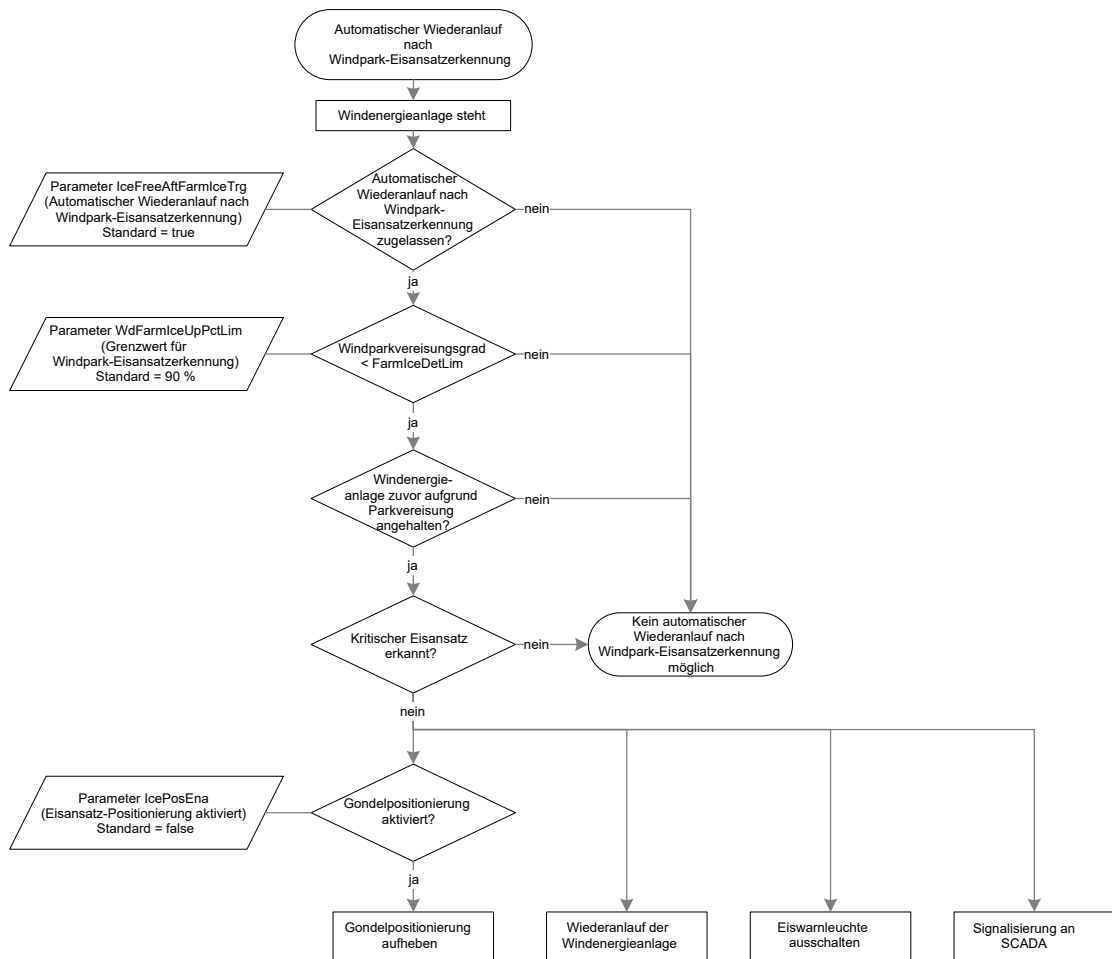 Automatischer Wiederanlauf
nach
Windpark-Eisansatzerkennung
Windenergieanlage steht
Parameter IceFreeAftFarmIceTrg
(Automatischer Wiederanlauf nach
Windpark-Eisansatzerkennung)
Standard = true
Automatischer
Wiederanlauf nach
Windpark-
Eisansatzerkennung
zugelassen?
nein
ja
Parameter WdFarmIceUpPctLim
(Grenzwert für
Windpark-Eisansatzerkennung)
Standard = 90 %
Windparkvereisungsgrad
< FarmIceDetLim
nein
ja
Windenergie-
anlage zuvor aufgrund
Parkvereisung
angehalten?
nein
ja
Kritischer Eisansatz
erkannt?
nein
Kein automatischer
Wiederanlauf nach
Windpark-Eisansatzerkennung
möglich
nein
Parameter IcePosEna
(Eisansatz-Positionierung aktiviert)
Standard = false
Gondelpositionierung
aktiviert?
ja
Gondelpositionierung
aufheben
Wiederanlauf der
Windenergieanlage
Eiswarnleuchte
ausschalten
Signalisierung an
SCADA